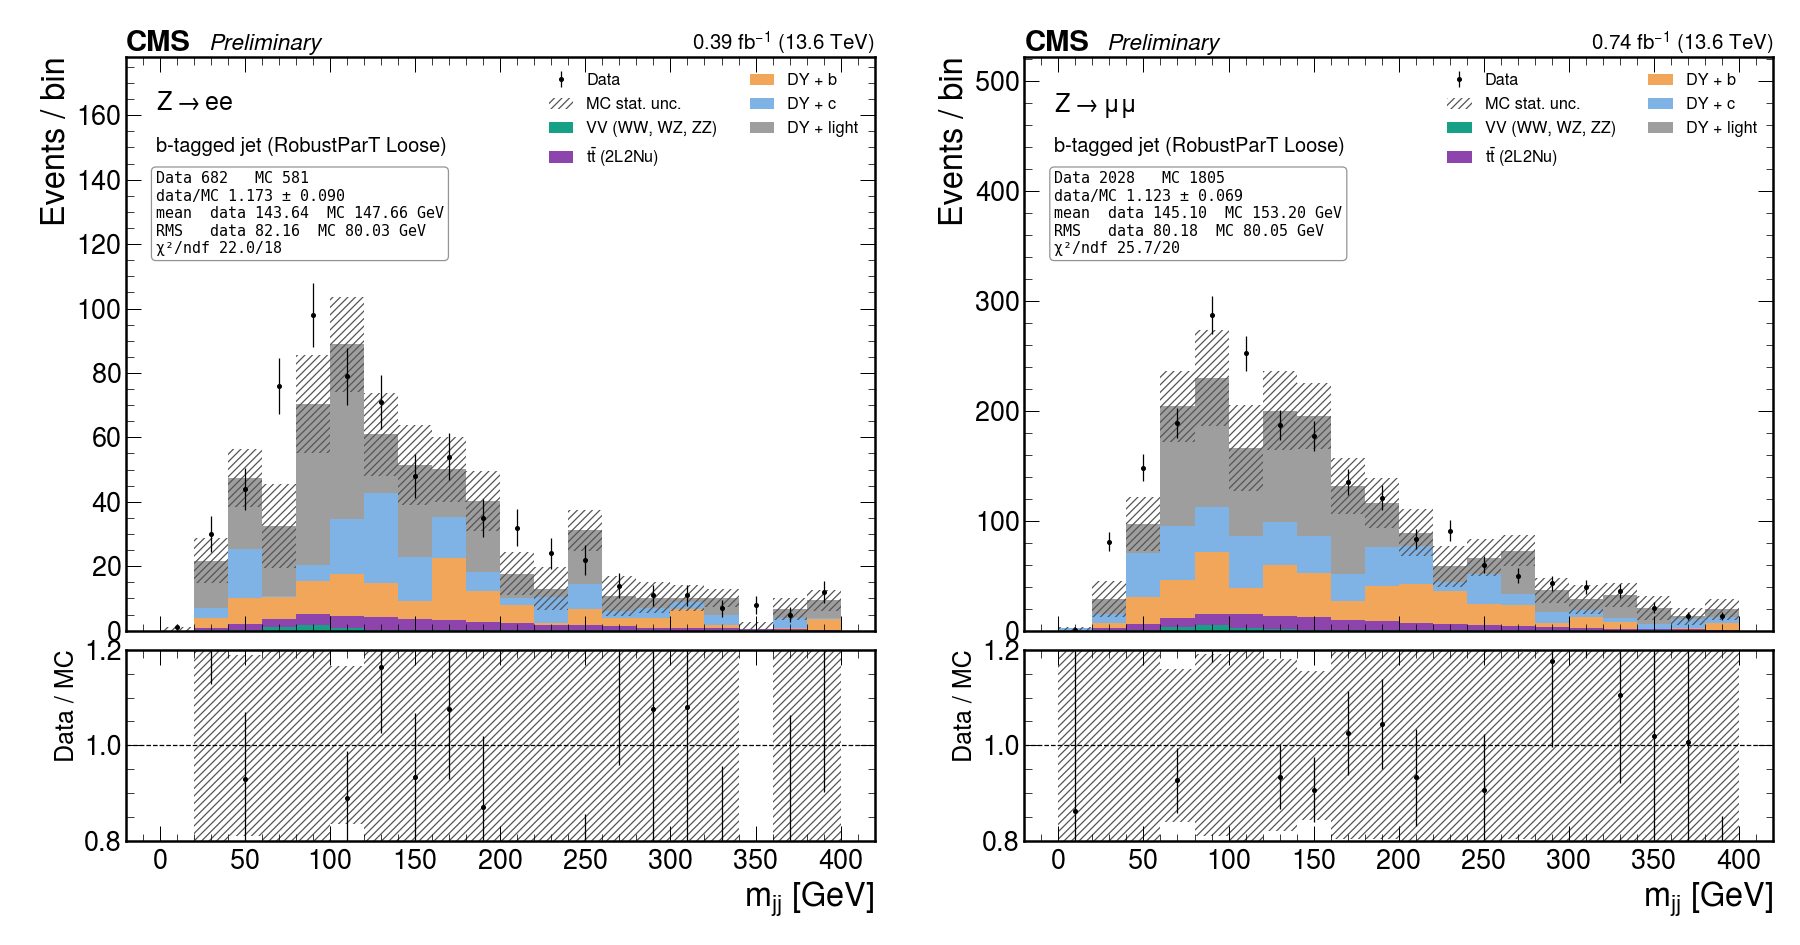 CMS Preliminary 0.39 fb⁻¹ (13.6 TeV)
Events / bin
Z → ee
b-tagged jet (RobustParT Loose)
Data 682 MC 581
data/MC 1.173 ± 0.090
mean data 143.64 MC 147.66 GeV
RMS data 82.16 MC 80.03 GeV
χ²/ndf 22.0/18
Data
MC stat. unc.
VV (WW, WZ, ZZ)
tt̄ (2L2Nu)
DY + b
DY + c
DY + light
160
140
120
100
80
60
40
20
0
Data / MC
1.2
1.0
0.8
0 50 100 150 200 250 300 350 400
m_jj [GeV]
CMS Preliminary 0.74 fb⁻¹ (13.6 TeV)
Events / bin
Z → μμ
b-tagged jet (RobustParT Loose)
Data 2028 MC 1805
data/MC 1.123 ± 0.069
mean data 145.10 MC 153.20 GeV
RMS data 80.18 MC 80.05 GeV
χ²/ndf 25.7/20
Data
MC stat. unc.
VV (WW, WZ, ZZ)
tt̄ (2L2Nu)
DY + b
DY + c
DY + light
500
400
300
200
100
0
Data / MC
1.2
1.0
0.8
0 50 100 150 200 250 300 350 400
m_jj [GeV]